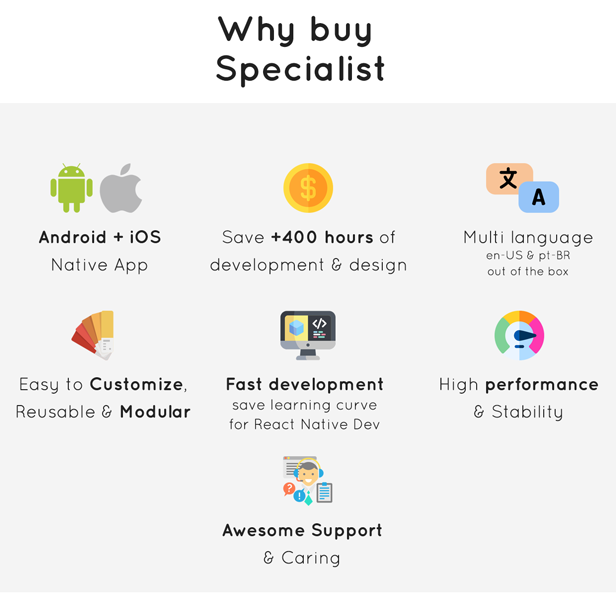 Why buy
Specialist
Android + iOS
Native App
Save +400 hours of
development & design
文
A
Multi language
en-US & pt-BR
out of the box
Easy to Customize,
Reusable & Modular
Fast development
save learning curve
for React Native Dev
High performance
& Stability
Awesome Support
& Caring